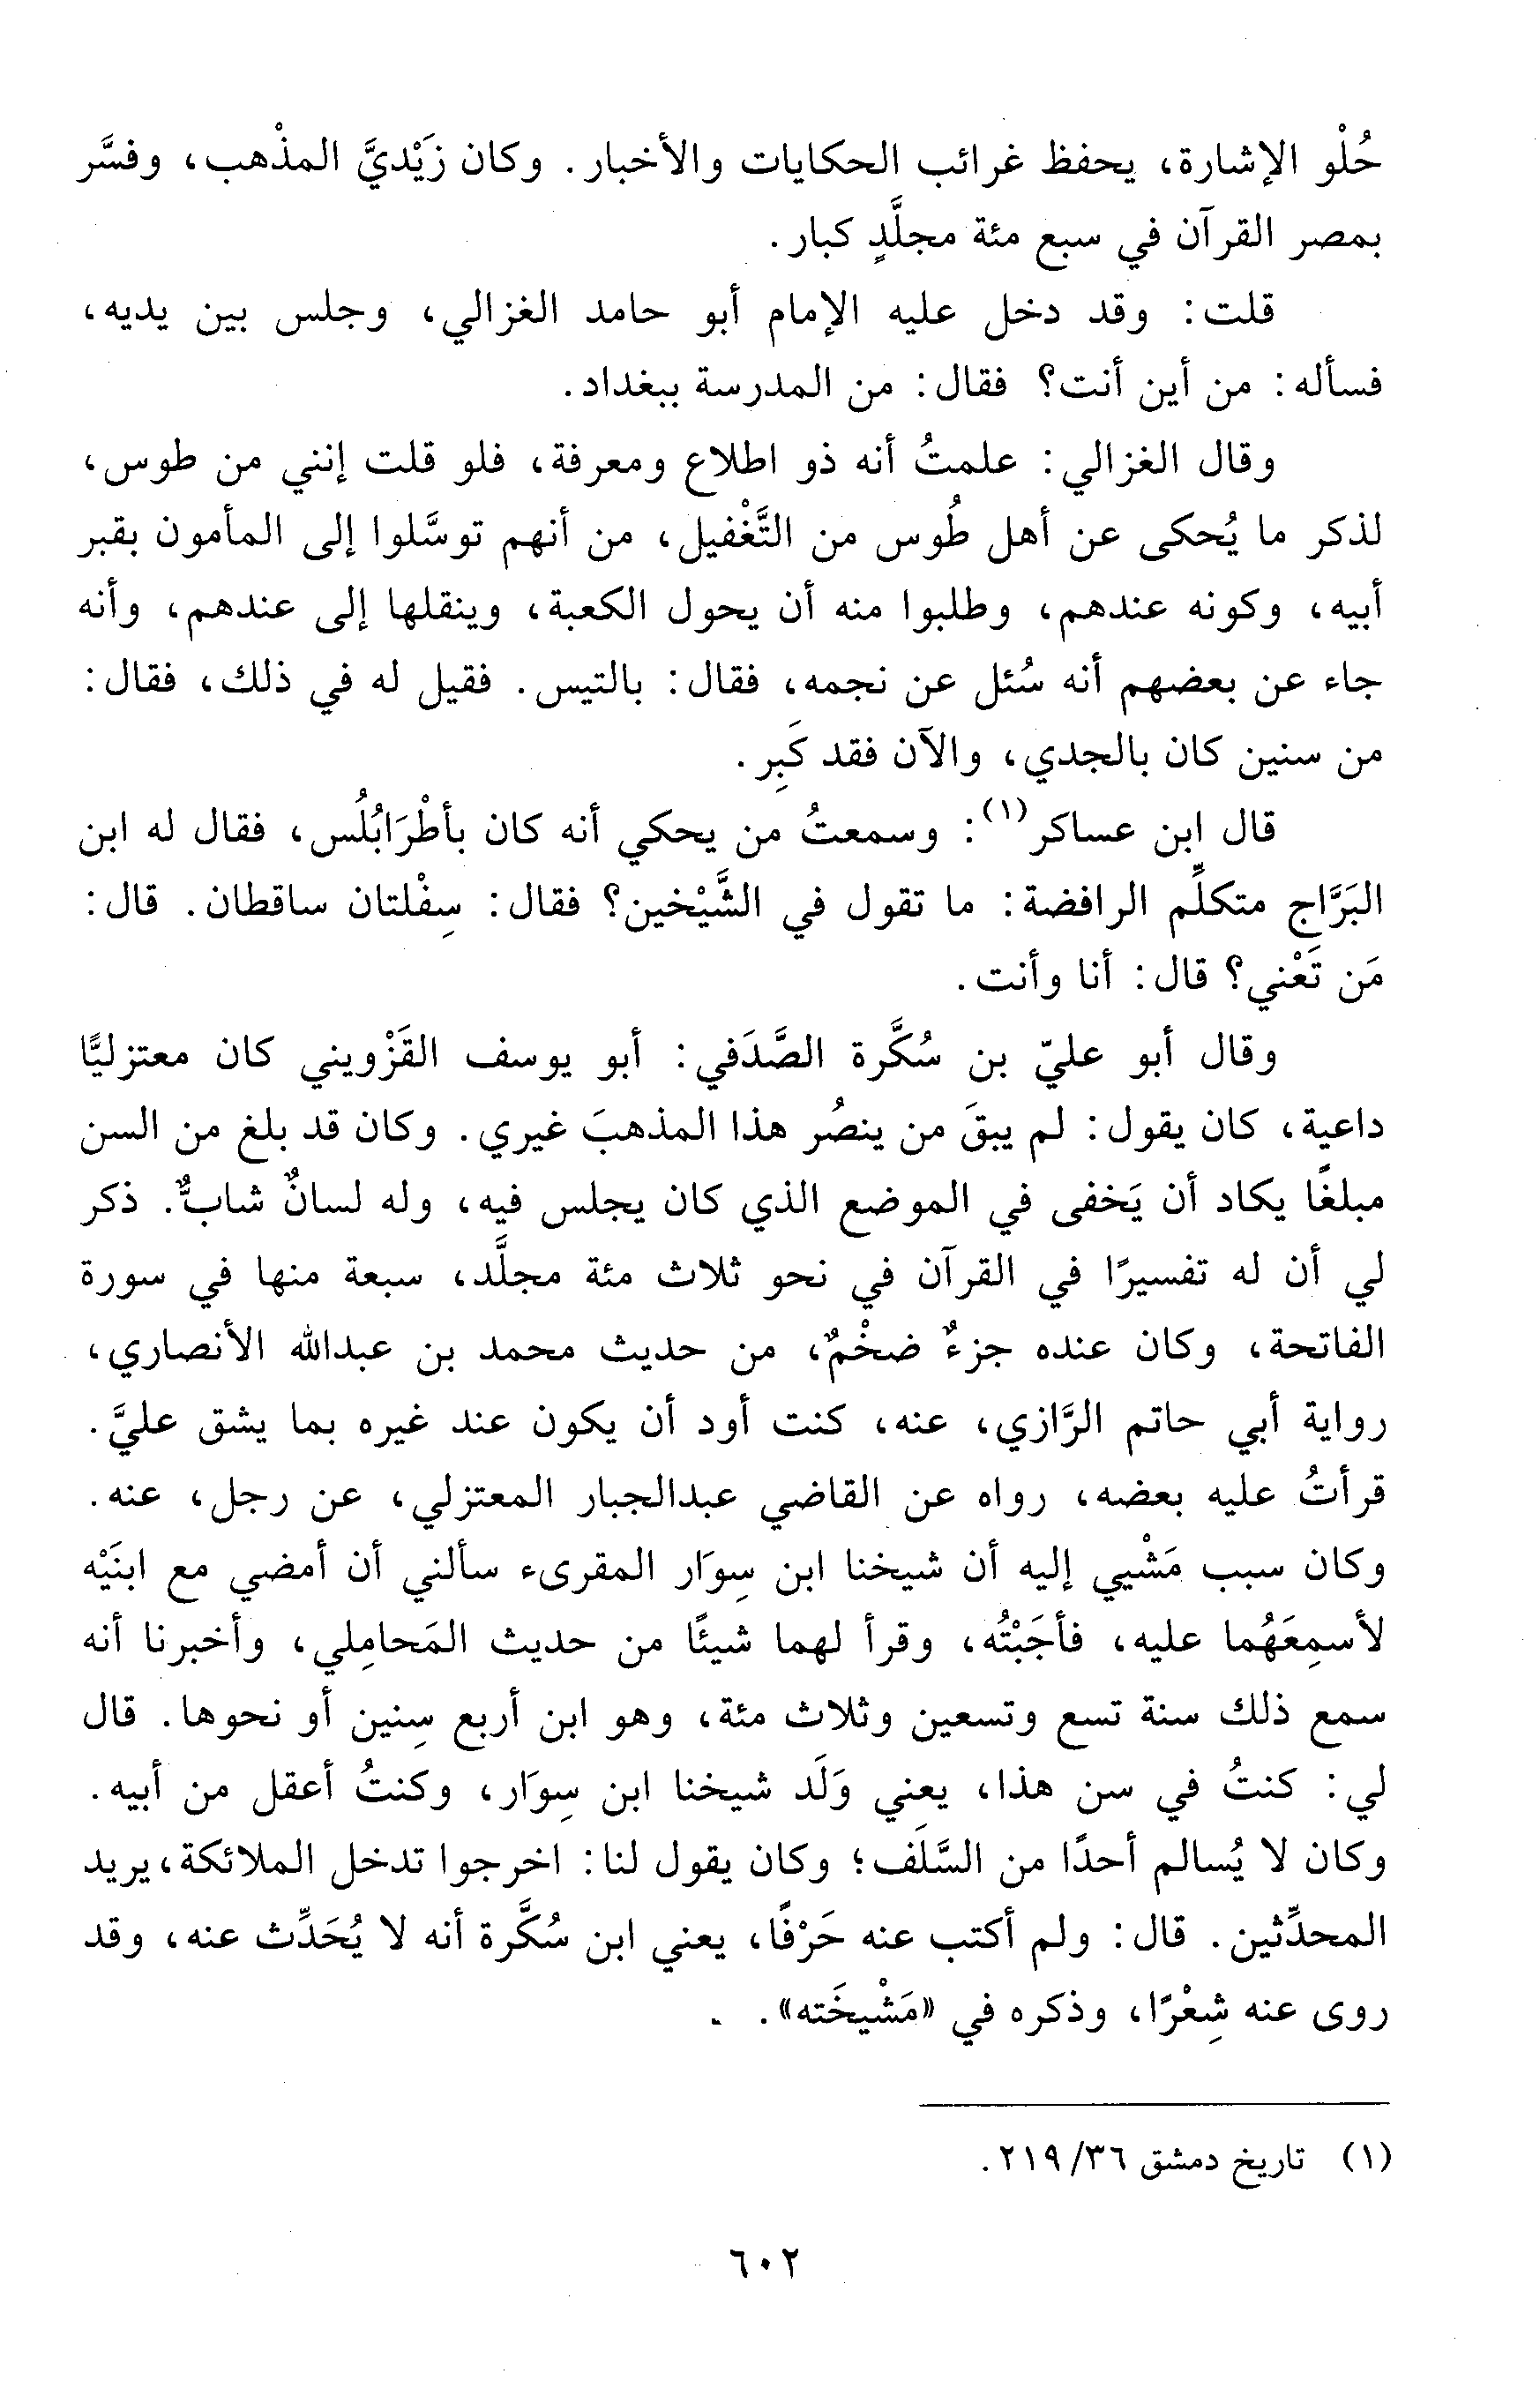 حُلْو الإشارة، يحفظ غرائب الحكايات والأخبار. وكان زَيْديَّ المذْهب، وفسَّر
بمصر القرآن في سبع مئة مجلَّدٍ كبار.
قلت: وقد دخل عليه الإمام أبو حامد الغزالي، وجلس بين يديه،
فسأله: من أين أنت؟ فقال: من المدرسة ببغداد.
وقال الغزالي: علمتُ أنه ذو اطلاع ومعرفة، فلو قلت إنني من طوس،
لذكر ما يُحكى عن أهل طُوس من التَّغْفيل، من أنهم توسَّلوا إلى المأمون بقبر
أبيه، وكونه عندهم، وطلبوا منه أن يحول الكعبة، وينقلها إلى عندهم، وأنه
جاء عن بعضهم أنه سُئل عن نجمه، فقال: بالتيس. فقيل له في ذلك، فقال:
من سنين كان بالجدي، والآن فقد كَبِر.
قال ابن عساكر(١): وسمعتُ من يحكي أنه كان بأطْرَابُلُس، فقال له ابن
البَرَّاج متكلِّم الرافضة: ما تقول في الشَّيْخين؟ فقال: سِفْلتان ساقطان. قال:
مَن تَعْني؟ قال: أنا وأنت.
وقال أبو عليّ بن سُكَّرة الصَّدَفي: أبو يوسف القَزْويني كان معتزليًّا
داعية، كان يقول: لم يبقَ من ينصُر هذا المذهبَ غيري. وكان قد بلغ من السن
مبلغًا يكاد أن يَخفى في الموضع الذي كان يجلس فيه، وله لسانٌ شابٌّ. ذكر
لي أن له تفسيرًا في القرآن في نحو ثلاث مئة مجلَّد، سبعة منها في سورة
الفاتحة، وكان عنده جزءٌ ضخْمٌ، من حديث محمد بن عبدالله الأنصاري،
رواية أبي حاتم الرَّازي، عنه، كنت أود أن يكون عند غيره بما يشق عليَّ.
قرأتُ عليه بعضه، رواه عن القاضي عبدالجبار المعتزلي، عن رجل، عنه.
وكان سبب مَشْيي إليه أن شيخنا ابن سِوَار المقرىء سألني أن أمضي مع ابنَيْه
لأسمِعَهُما عليه، فأجَبْتُه، وقرأ لهما شيئًا من حديث المَحامِلي، وأخبرنا أنه
سمع ذلك سنة تسع وتسعين وثلاث مئة، وهو ابن أربع سِنين أو نحوها. قال
لي: كنتُ في سن هذا، يعني وَلَد شيخنا ابن سِوَار، وكنتُ أعقل من أبيه.
وكان لا يُسالم أحدًا من السَّلَف؛ وكان يقول لنا: اخرجوا تدخل الملائكة، يريد
المحدِّثين. قال: ولم أكتب عنه حَرْفًا، يعني ابن سُكَّرة أنه لا يُحَدِّث عنه، وقد
روى عنه شِعْرًا، وذكره في «مَشْيخَته».
(١) تاريخ دمشق ٣٦/ ٢١٩.
٦٠٢